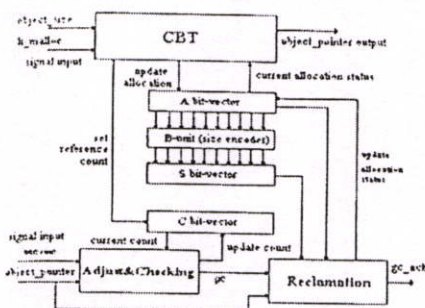 object_size
h_malloc
signal input
CBT
object_pointer output
update
allocation
current allocation status
A bit-vector
B-unit (size encoder)
S bit-vector
set
reference
count
update
allocation
status
C bit-vector
signal input
current count
update count
object_pointer
Adjust&Checking
gc
Reclamation
gc_ack